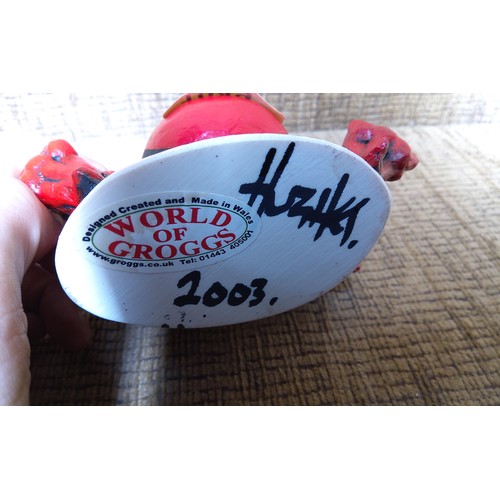 Designed Created and Made in Wales
WORLD
OF
GROGGS
www.groggs.co.uk Tel: 01443 405001
2003.